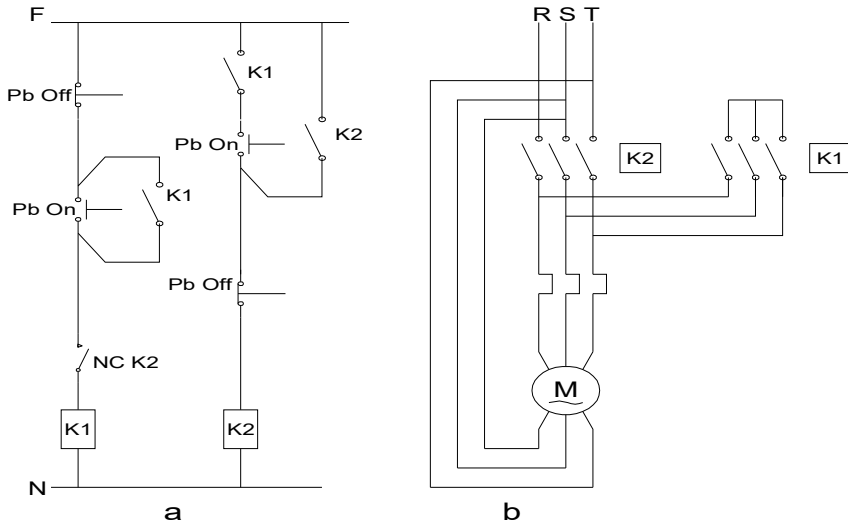 F
R S T
K1
Pb Off
K2
Pb On
K2
K1
K1
Pb On
Pb Off
NC K2
M
K1
K2
N
a
b